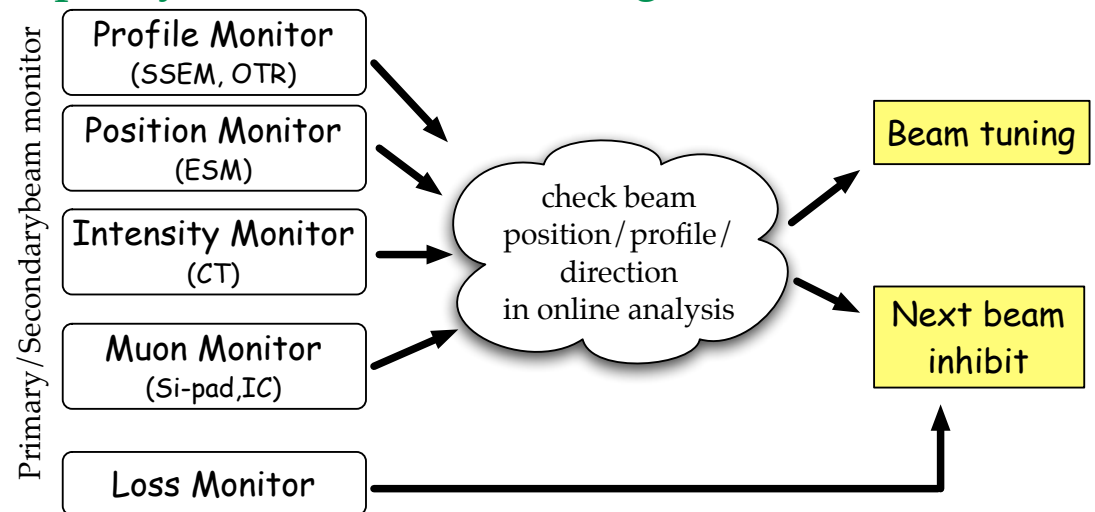 Primary/Secondarybeam monitor
Profile Monitor
(SSEM, OTR)
Position Monitor
(ESM)
Intensity Monitor
(CT)
Muon Monitor
(Si-pad,IC)
Loss Monitor
check beam
position/profile/
direction
in online analysis
Beam tuning
Next beam
inhibit